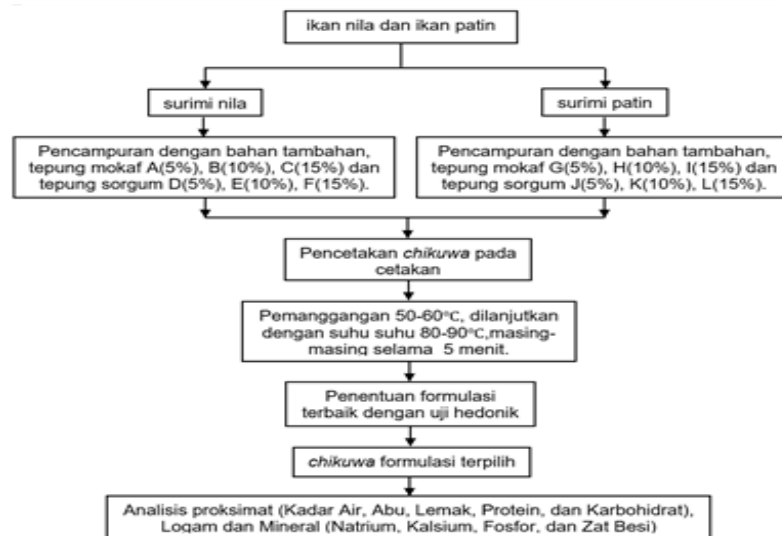 ikan nila dan ikan patin
surimi nila
surimi patin
Pencampuran dengan bahan tambahan,
tepung mokaf A(5%), B(10%), C(15%) dan
tepung sorgum D(5%), E(10%), F(15%).
Pencampuran dengan bahan tambahan,
tepung mokaf G(5%), H(10%), I(15%) dan
tepung sorgum J(5%), K(10%), L(15%).
Pencetakan chikuwa pada
cetakan
Pemanggangan 50-60°C, dilanjutkan
dengan suhu suhu 80-90°C,masing-
masing selama 5 menit.
Penentuan formulasi
terbaik dengan uji hedonik
chikuwa formulasi terpilih
Analisis proksimat (Kadar Air, Abu, Lemak, Protein, dan Karbohidrat),
Logam dan Mineral (Natrium, Kalsium, Fosfor, dan Zat Besi)